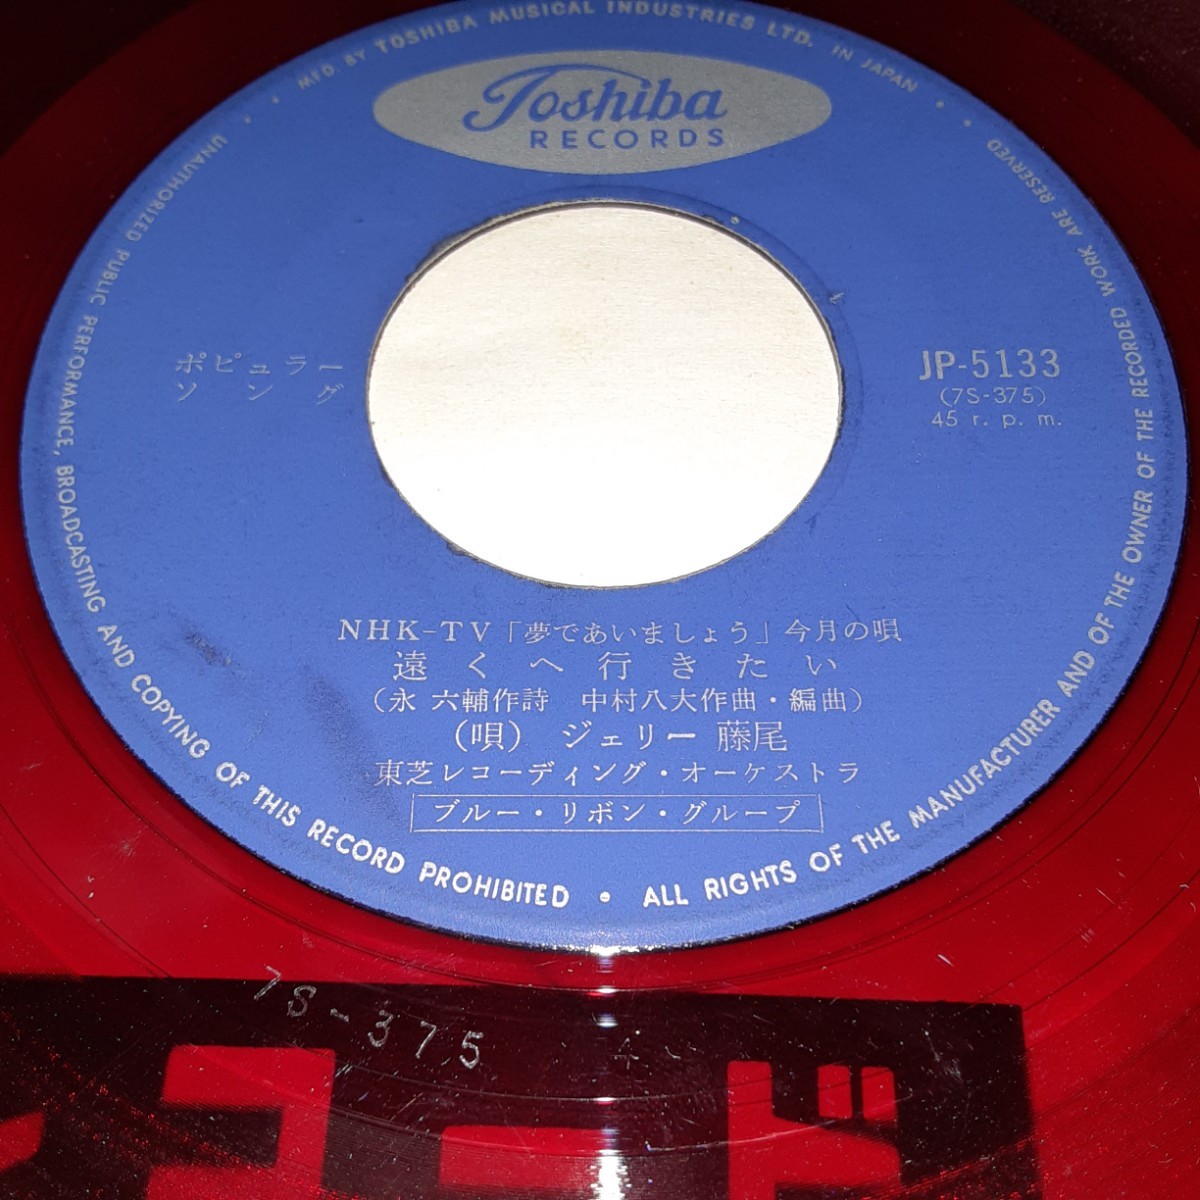 MFD. BY TOSHIBA MUSICAL INDUSTRIES LTD. IN JAPAN
Toshiba
RECORDS
ポピュラー
ソング
JP-5133
(7S-375)
45 r. p. m.
NHK-TV「夢であいましょう」今月の唄
遠くへ行きたい
(永 六輔作詩 中村八大作曲・編曲)
(唄) ジェリー 藤尾
東芝レコーディング・オーケストラ
ブルー・リボン・グループ
UNAUTHORIZED PUBLIC PERFORMANCE, BROADCASTING AND COPYING OF THIS RECORD PROHIBITED • ALL RIGHTS OF THE MANUFACTURER AND OF THE OWNER OF THE RECORDED WORK ARE RESERVED
7S-375
コード